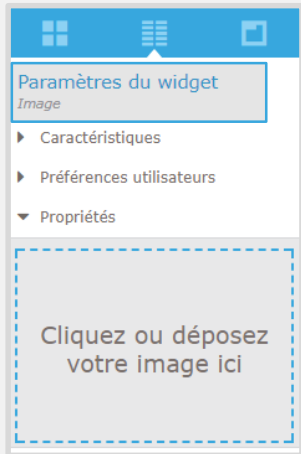 Paramètres du widget
Image
Caractéristiques
Préférences utilisateurs
Propriétés
Cliquez ou déposez
votre image ici